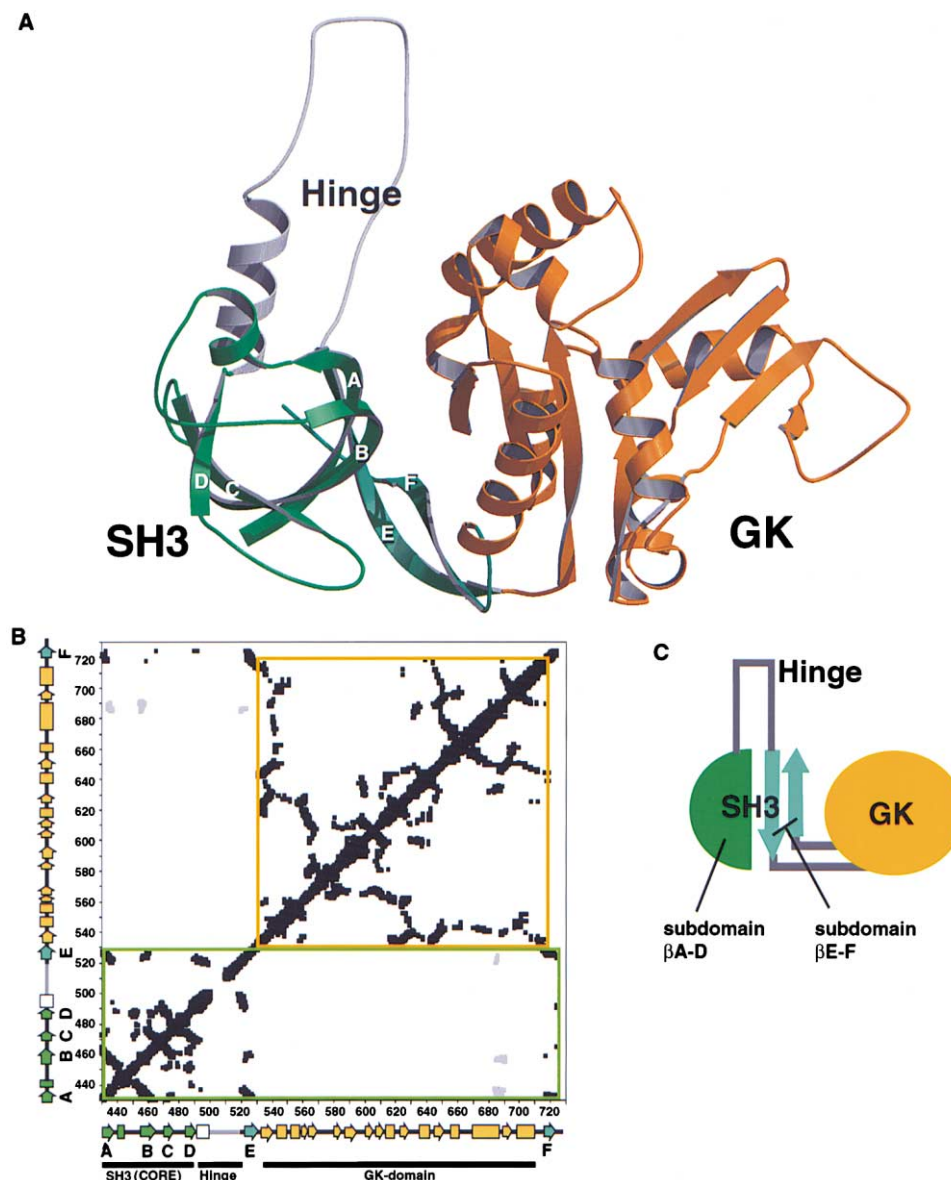 A
Hinge
A
B
F
D
C
E
SH3
GK
B
F
E
D
C
B
A
720
700
680
660
640
620
600
580
560
540
520
500
480
460
440
440 460 480 500 520 540 560 580 600 620 640 660 680 700 720
A B C D E F
SH3 (CORE) Hinge GK-domain
C
Hinge
SH3
GK
subdomain
βA-D
subdomain
βE-F